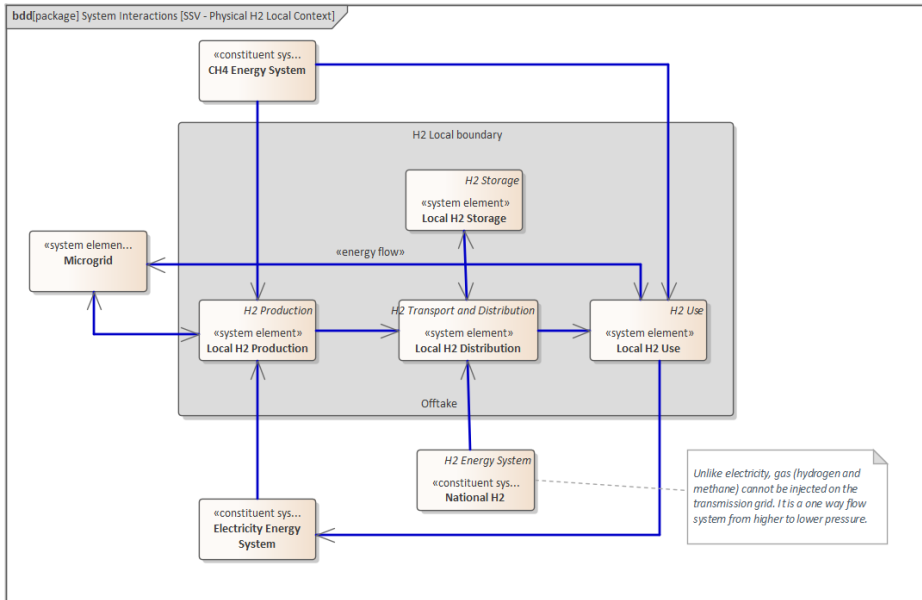 bdd[package] System Interactions [SSV - Physical H2 Local Context]
«constituent sys...
CH4 Energy System
H2 Local boundary
H2 Storage
«system element»
Local H2 Storage
«system elemen...
Microgrid
«energy flow»
H2 Production
«system element»
Local H2 Production
H2 Transport and Distribution
«system element»
Local H2 Distribution
H2 Use
«system element»
Local H2 Use
Offtake
H2 Energy System
«constituent sys...
National H2
Unlike electricity, gas (hydrogen and
methane) cannot be injected on the
transmission grid. It is a one way flow
system from higher to lower pressure.
«constituent sys...
Electricity Energy
System